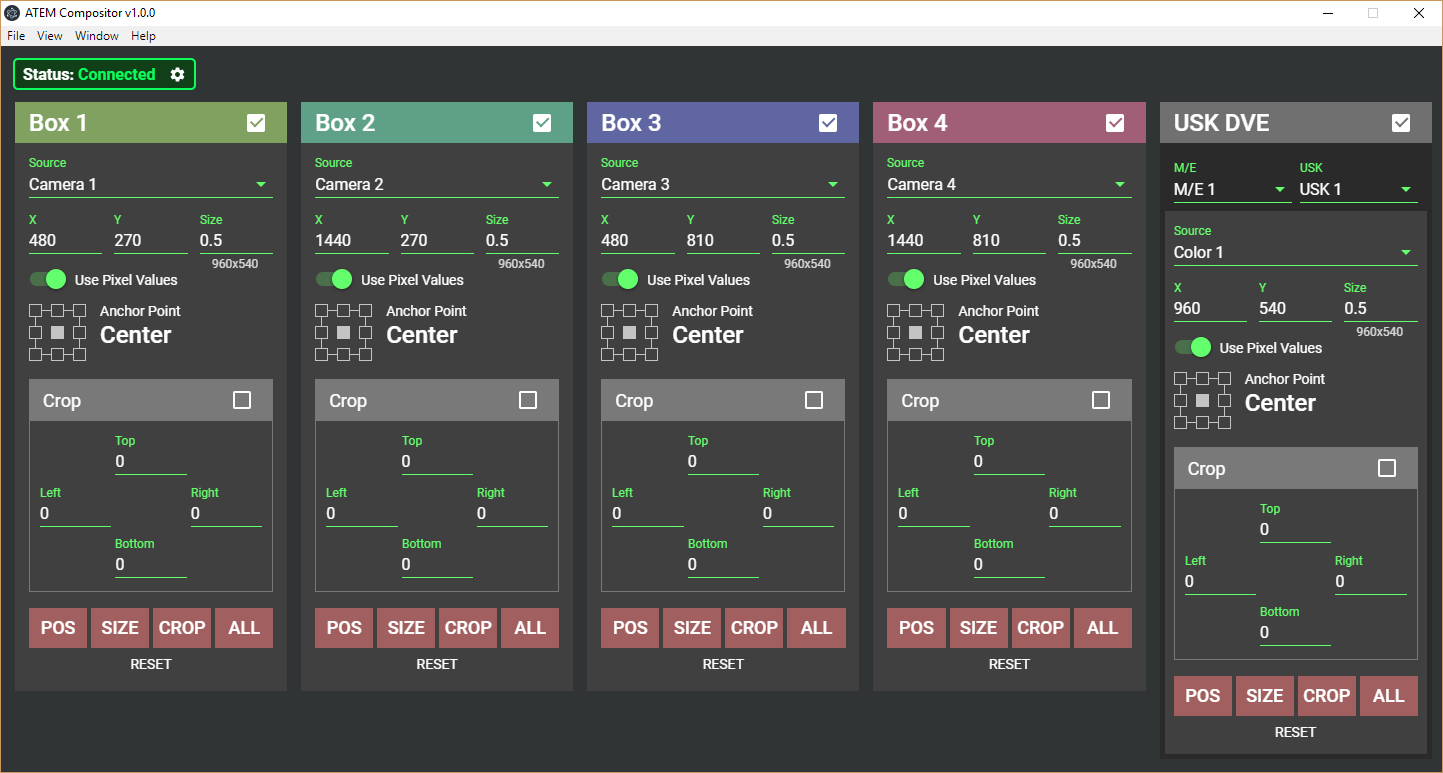 ATEM Compositor v1.0.0
File View Window Help
Status: Connected
Box 1
Source
Camera 1
X Y Size
480 270 0.5
960x540
Use Pixel Values
Anchor Point
Center
Crop
Top
0
Left Right
0 0
Bottom
0
POS SIZE CROP ALL
RESET
Box 2
Source
Camera 2
X Y Size
1440 270 0.5
960x540
Use Pixel Values
Anchor Point
Center
Crop
Top
0
Left Right
0 0
Bottom
0
POS SIZE CROP ALL
RESET
Box 3
Source
Camera 3
X Y Size
480 810 0.5
960x540
Use Pixel Values
Anchor Point
Center
Crop
Top
0
Left Right
0 0
Bottom
0
POS SIZE CROP ALL
RESET
Box 4
Source
Camera 4
X Y Size
1440 810 0.5
960x540
Use Pixel Values
Anchor Point
Center
Crop
Top
0
Left Right
0 0
Bottom
0
POS SIZE CROP ALL
RESET
USK DVE
M/E USK
M/E 1 USK 1
Source
Color 1
X Y Size
960 540 0.5
960x540
Use Pixel Values
Anchor Point
Center
Crop
Top
0
Left Right
0 0
Bottom
0
POS SIZE CROP ALL
RESET